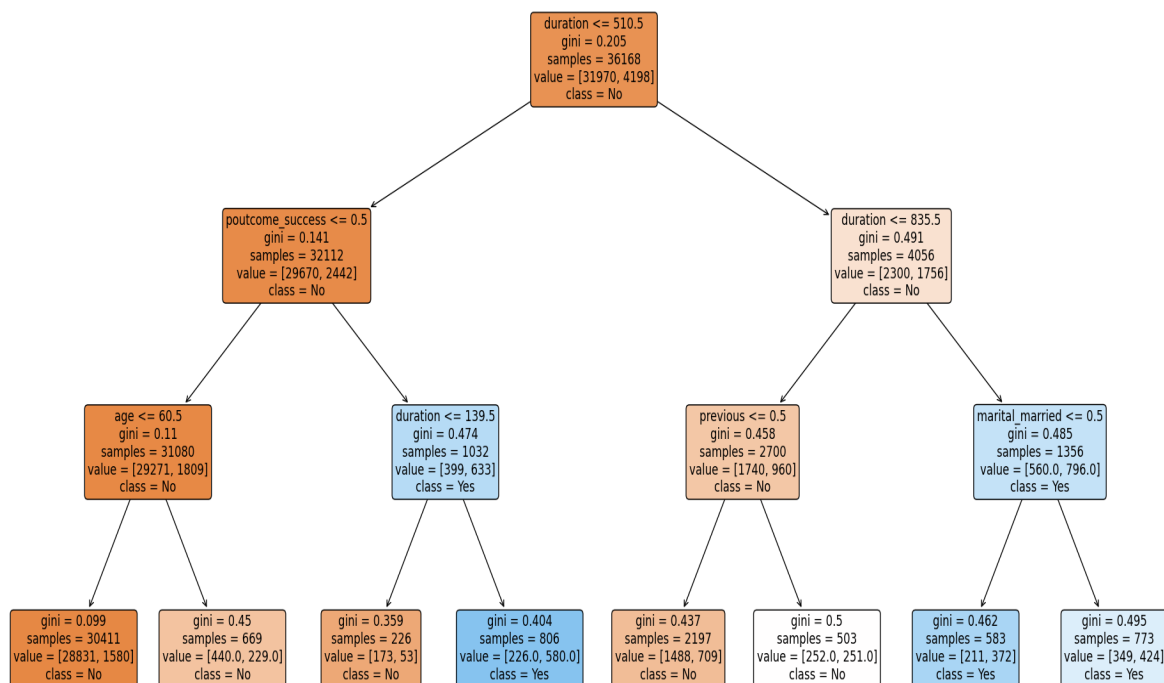 duration <= 510.5
gini = 0.205
samples = 36168
value = [31970, 4198]
class = No
poutcome_success <= 0.5
gini = 0.141
samples = 32112
value = [29670, 2442]
class = No
duration <= 835.5
gini = 0.491
samples = 4056
value = [2300, 1756]
class = No
age <= 60.5
gini = 0.11
samples = 31080
value = [29271, 1809]
class = No
duration <= 139.5
gini = 0.474
samples = 1032
value = [399, 633]
class = Yes
previous <= 0.5
gini = 0.458
samples = 2700
value = [1740, 960]
class = No
marital_married <= 0.5
gini = 0.485
samples = 1356
value = [560.0, 796.0]
class = Yes
gini = 0.099
samples = 30411
value = [28831, 1580]
class = No
gini = 0.45
samples = 669
value = [440.0, 229.0]
class = No
gini = 0.359
samples = 226
value = [173, 53]
class = No
gini = 0.404
samples = 806
value = [226.0, 580.0]
class = Yes
gini = 0.437
samples = 2197
value = [1488, 709]
class = No
gini = 0.5
samples = 503
value = [252.0, 251.0]
class = No
gini = 0.462
samples = 583
value = [211, 372]
class = Yes
gini = 0.495
samples = 773
value = [349, 424]
class = Yes